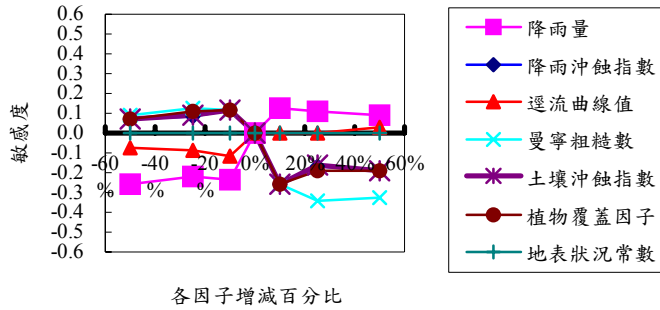 0.6
0.5
0.4
0.3
0.2
0.1
0.0
-0.1
-0.2
-0.3
-0.4
-0.5
-0.6
敏感度
-60%
-40%
-20%
0%
20%
40%
60%
各因子增減百分比
降雨量
降雨沖蝕指數
逕流曲線值
曼寧粗糙數
土壤沖蝕指數
植物覆蓋因子
地表狀況常數